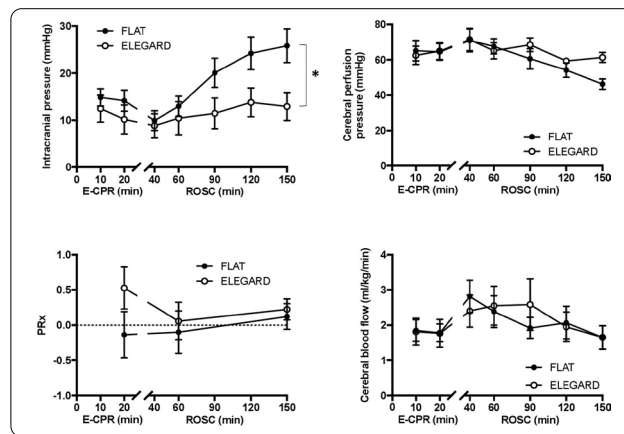 FLAT
ELEGARD
Intracranial pressure (mmHg)
30
20
10
0
*
0 10 20 40 60 90 120 150
E-CPR (min) ROSC (min)
Cerebral perfusion
pressure (mmHg)
80
60
40
20
0
FLAT
ELEGARD
0 10 20 40 60 90 120 150
E-CPR (min) ROSC (min)
PRx
1.0
0.5
0.0
-0.5
-1.0
FLAT
ELEGARD
0 10 20 40 60 90 120 150
E-CPR (min) ROSC (min)
Cerebral blood flow (ml/kg/min)
4
3
2
1
0
FLAT
ELEGARD
0 10 20 40 60 90 120 150
E-CPR (min) ROSC (min)